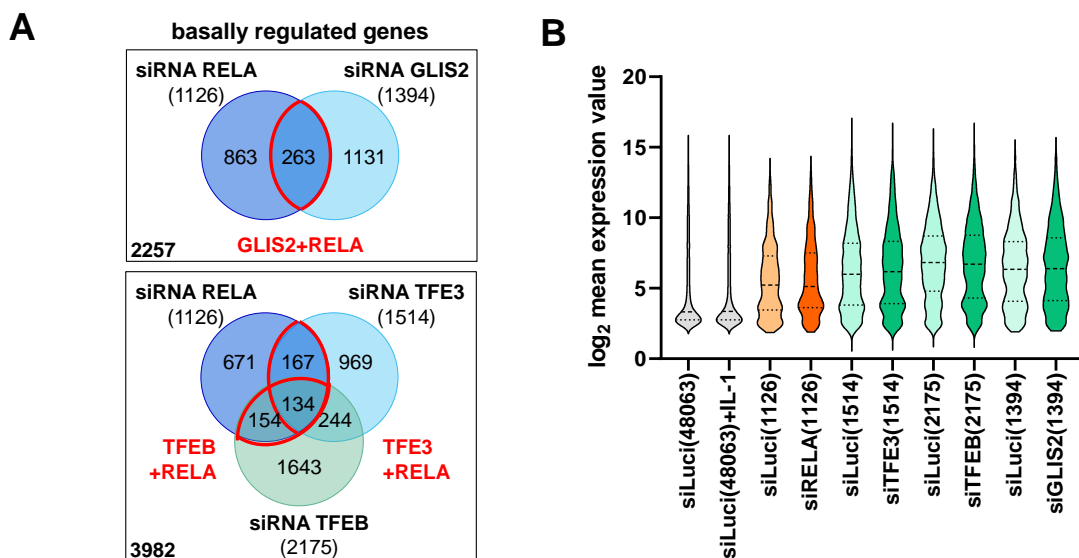 A
basally regulated genes
siRNA RELA
(1126)
siRNA GLIS2
(1394)
863
263
1131
GLIS2+RELA
2257
siRNA RELA
(1126)
siRNA TFE3
(1514)
671
167
969
134
154
244
TFEB
+RELA
TFE3
+RELA
1643
siRNA TFEB
(2175)
3982
B
log2 mean expression value
20
15
10
5
0
siLuci(48063)
siLuci(48063)+IL-1
siLuci(1126)
siRELA(1126)
siLuci(1514)
siTFE3(1514)
siLuci(2175)
siTFEB(2175)
siLuci(1394)
siGLIS2(1394)